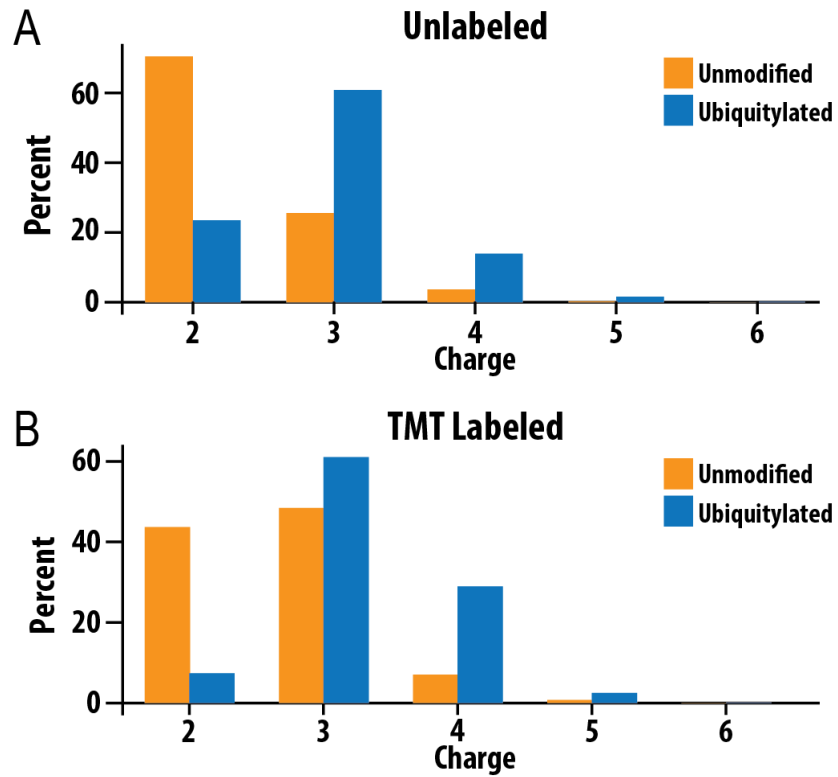 A
Unlabeled
Unmodified
Ubiquitylated
Percent
60
40
20
0
2 3 4 5 6
Charge
B
TMT Labeled
Unmodified
Ubiquitylated
Percent
60
40
20
0
2 3 4 5 6
Charge